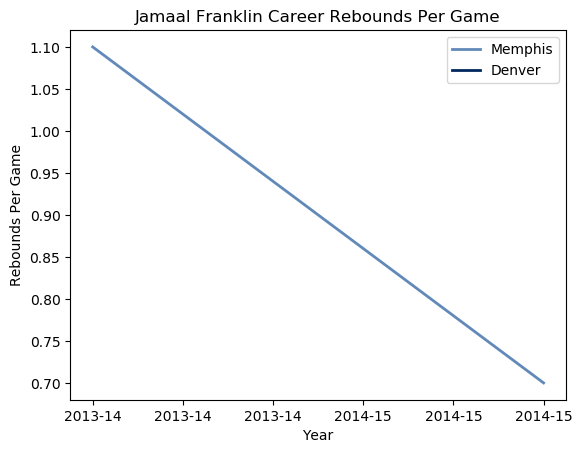 Jamaal Franklin Career Rebounds Per Game
Memphis
Denver
1.10
1.05
1.00
0.95
0.90
0.85
0.80
0.75
0.70
Rebounds Per Game
2013-14 2013-14 2013-14 2014-15 2014-15 2014-15
Year